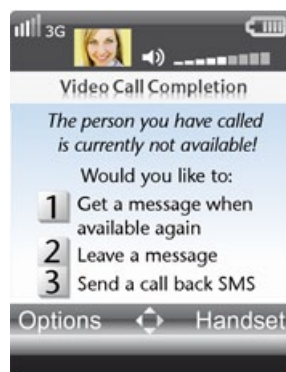 3G
Video Call Completion
The person you have called
is currently not available!
Would you like to:
1 Get a message when
available again
2 Leave a message
3 Send a call back SMS
Options Handset